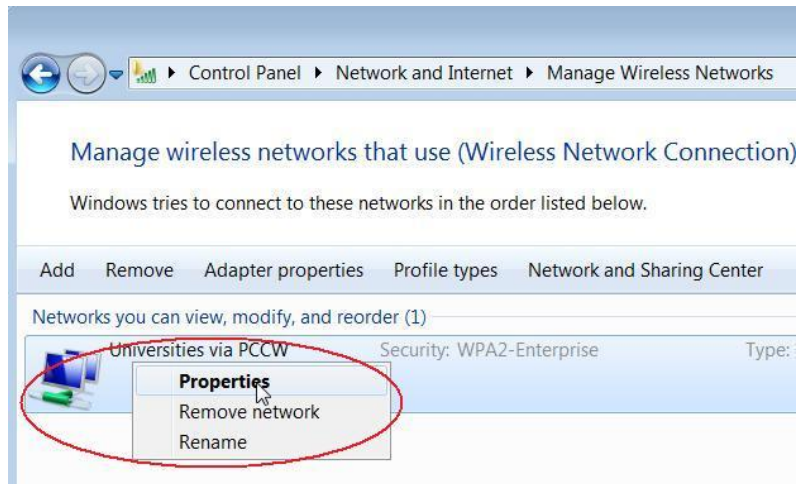 Control Panel ▸ Network and Internet ▸ Manage Wireless Networks
Manage wireless networks that use (Wireless Network Connection)
Windows tries to connect to these networks in the order listed below.
Add Remove Adapter properties Profile types Network and Sharing Center
Networks you can view, modify, and reorder (1)
Universities via PCCW Security: WPA2-Enterprise Type:
Properties
Remove network
Rename